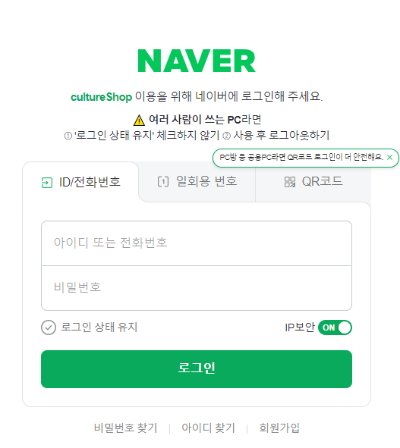 NAVER
cultureShop 이용을 위해 네이버에 로그인해 주세요.
여러 사람이 쓰는 PC라면
① '로그인 상태 유지' 체크하지 않기 ② 사용 후 로그아웃하기
PC방 등 공용PC라면 QR코드 로그인이 더 안전해요. ×
ID/전화번호
일회용 번호
QR코드
아이디 또는 전화번호
비밀번호
로그인 상태 유지
IP보안 ON
로그인
비밀번호 찾기 | 아이디 찾기 | 회원가입